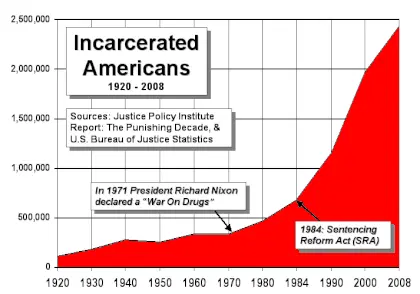 Incarcerated
Americans
1920 - 2008
Sources: Justice Policy Institute
Report: The Punishing Decade, &
U.S. Bureau of Justice Statistics
2,500,000
2,000,000
1,500,000
1,000,000
500,000
0
In 1971 President Richard Nixon
declared a "War On Drugs"
1984: Sentencing
Reform Act (SRA)
1920 1930 1940 1950 1960 1970 1980 1984 1990 2000 2008